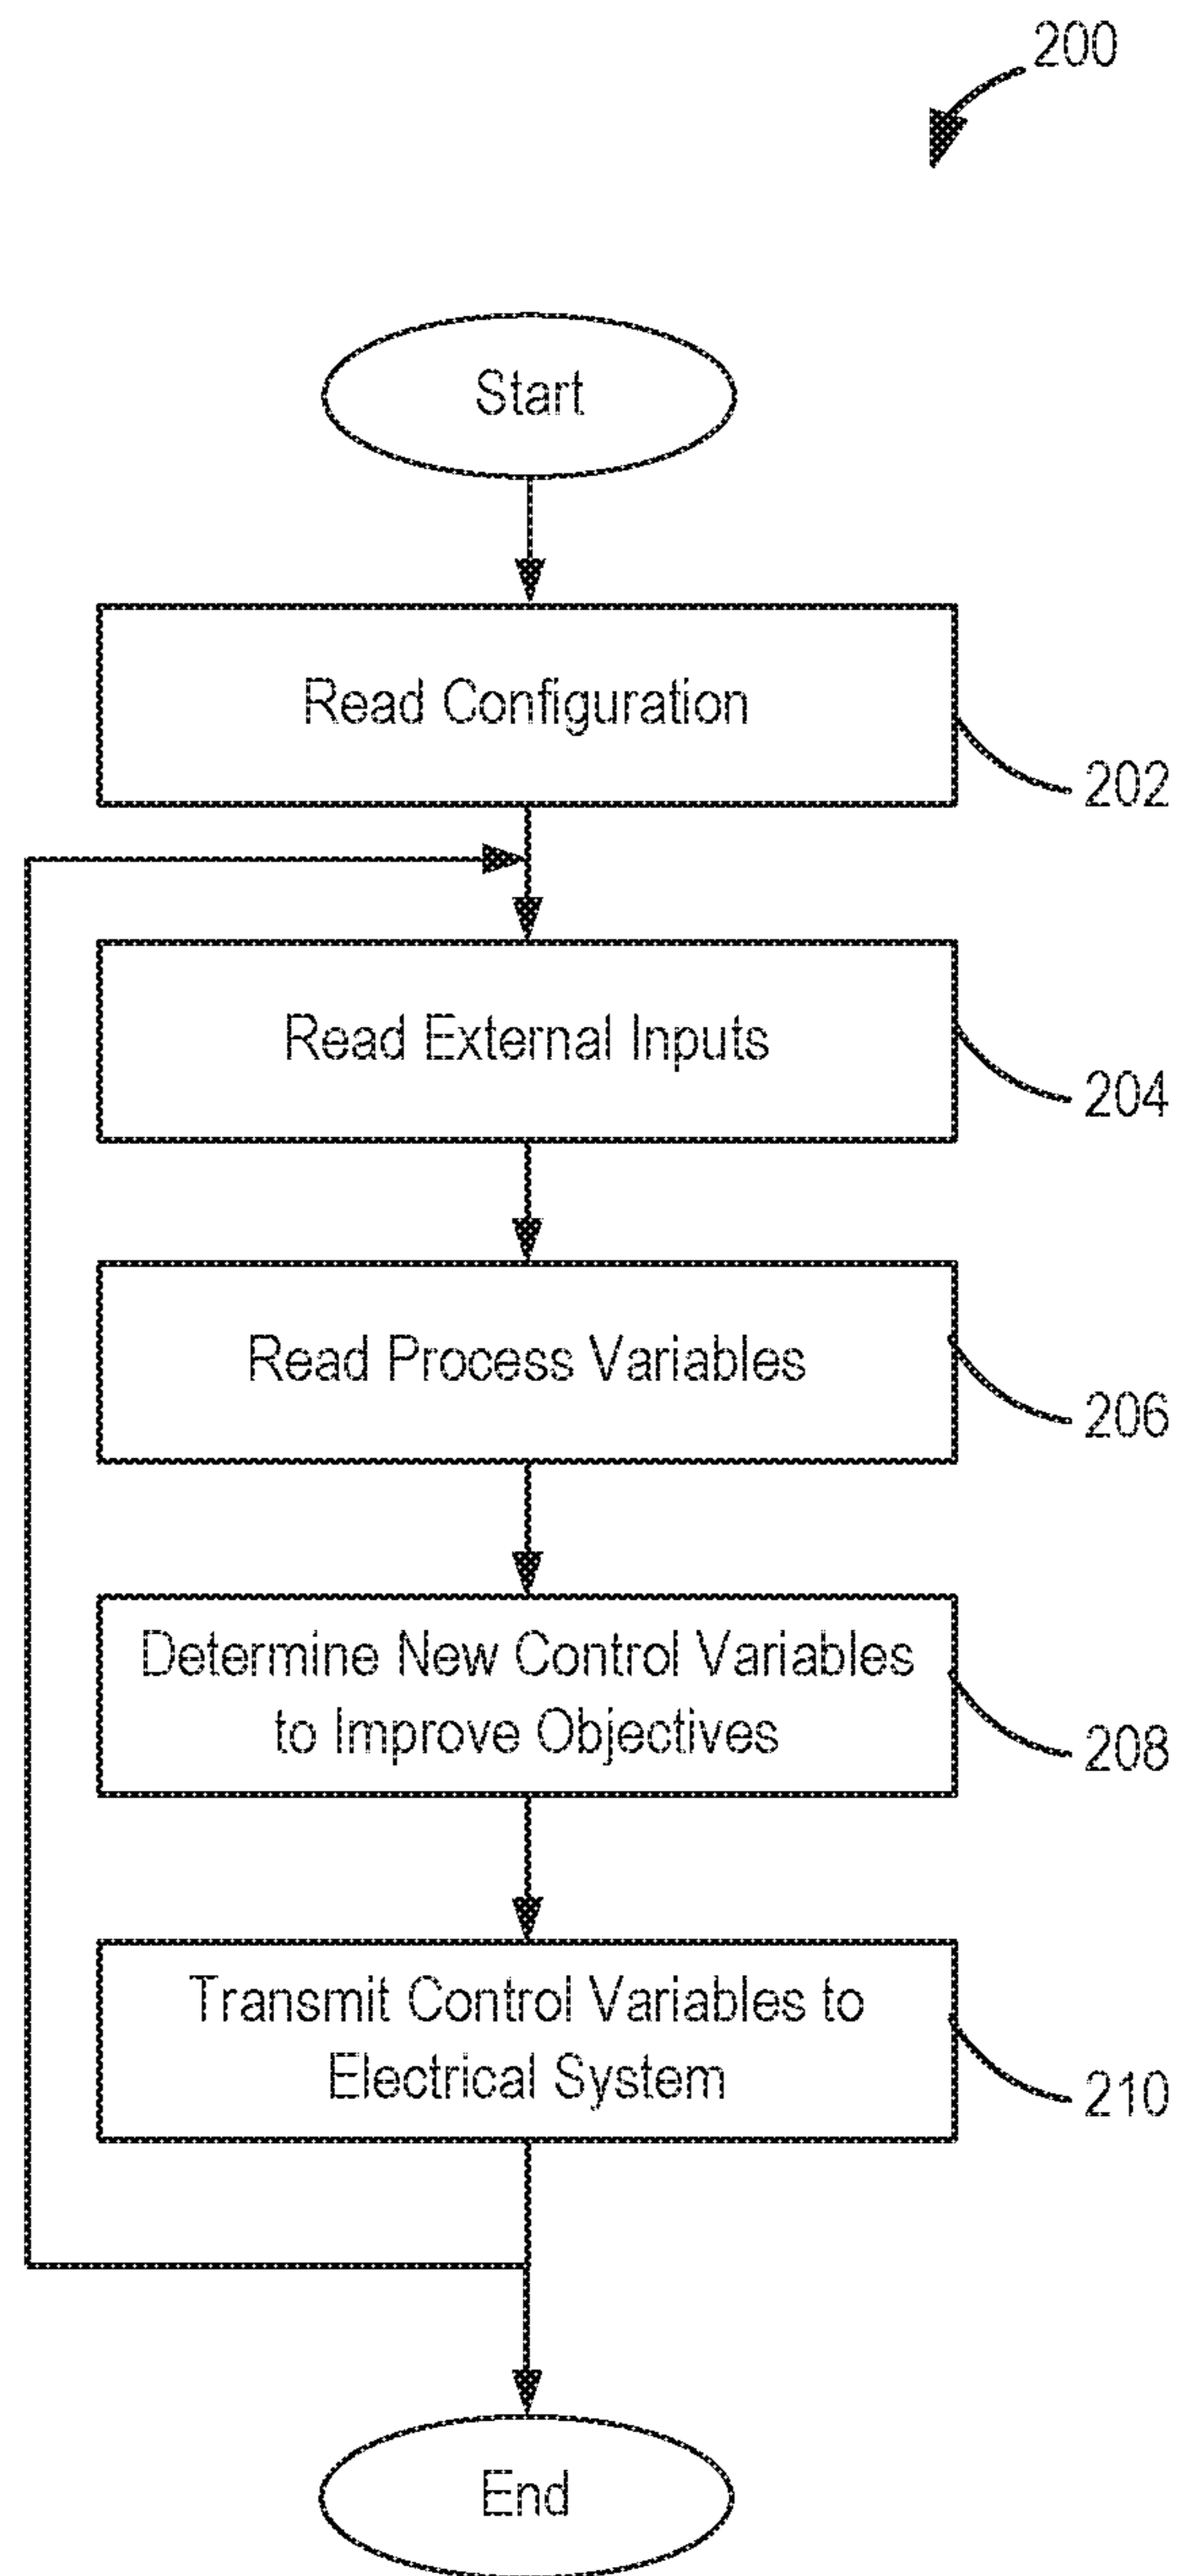 200
Start
Read Configuration
202
Read External Inputs
204
Read Process Variables
206
Determine New Control Variables
to Improve Objectives
208
Transmit Control Variables to
Electrical System
210
End